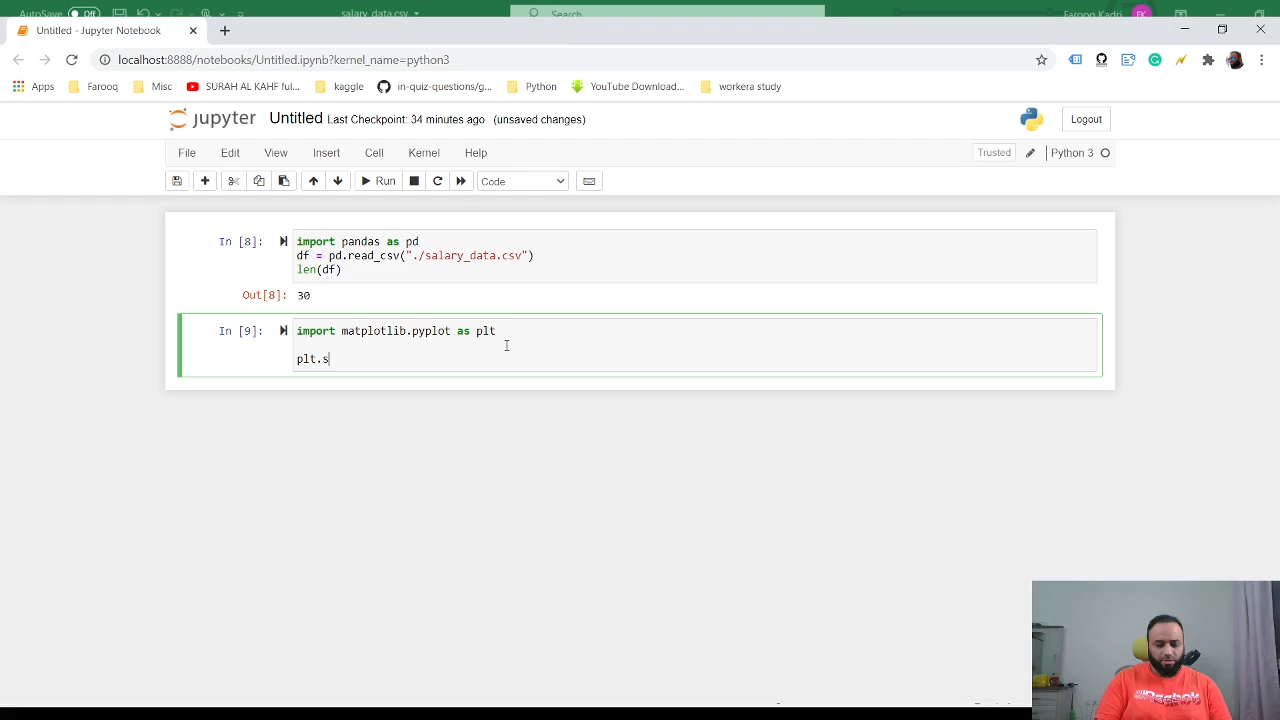 AutoSave Off salary_data.csv Search Farooq Kadri FK
Untitled - Jupyter Notebook
localhost:8888/notebooks/Untitled.ipynb?kernel_name=python3
Apps Farooq Misc SURAH AL KAHF ful... kaggle in-quiz-questions/g... Python YouTube Download... workera study
jupyter Untitled Last Checkpoint: 34 minutes ago (unsaved changes) Logout
File Edit View Insert Cell Kernel Help Trusted Python 3
Run Code
In [8]: import pandas as pd
df = pd.read_csv("./salary_data.csv")
len(df)
Out[8]: 30
In [9]: import matplotlib.pyplot as plt
plt.s
Reebok